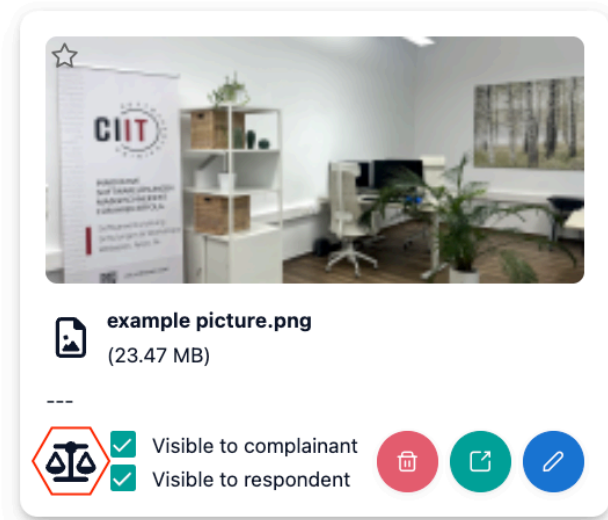 CIIT
example picture.png
(23.47 MB)
---
Visible to complainant
Visible to respondent